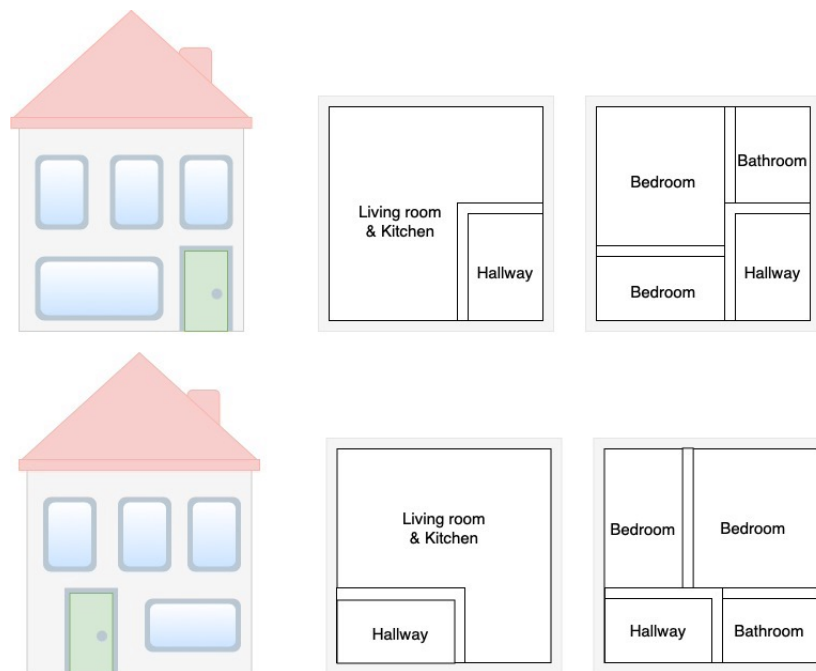 Bedroom
Bathroom
Living room
& Kitchen
Hallway
Bedroom
Hallway
Living room
& Kitchen
Bedroom
Bedroom
Hallway
Hallway
Bathroom